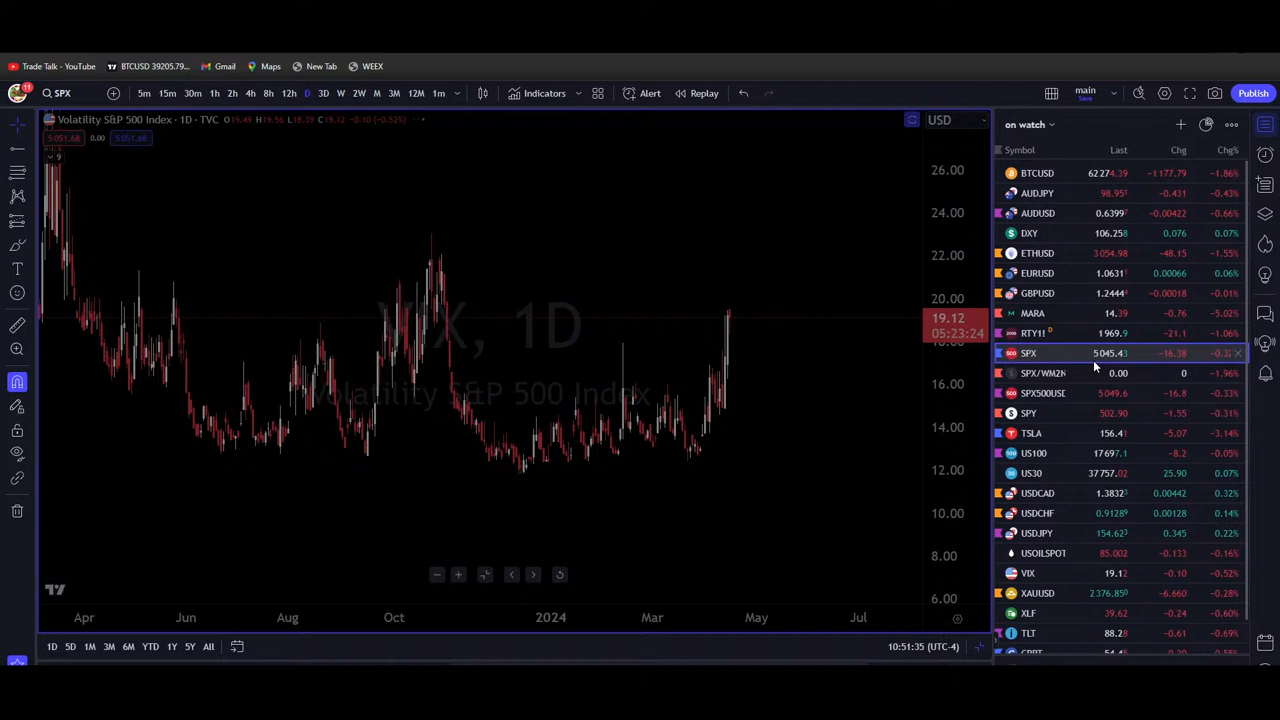 Trade Talk - YouTube BTCUSD 39205.79... Gmail Maps New Tab WEEX
11 SPX 5m 15m 30m 1h 2h 4h 8h 12h D 3D W 2W M 3M 12M 1m Indicators Alert Replay main Save Publish
Volatility S&P 500 Index · 1D · TVC O19.49 H19.56 L18.39 C19.12 -0.10 (-0.52%) USD
5051.68 0.00 5051.68
9
on watch
Symbol Last Chg Chg%
BTCUSD 62274.39 -1177.79 -1.86%
AUDJPY 98.951 -0.431 -0.43%
AUDUSD 0.63997 -0.00422 -0.66%
DXY 106.258 0.076 0.07%
ETHUSD 3054.98 -48.15 -1.55%
EURUSD 1.06311 0.00066 0.06%
GBPUSD 1.24444 -0.00018 -0.01%
MARA 14.39 -0.76 -5.02%
RTY1! D 1969.9 -21.1 -1.06%
SPX 5045.43 -16.38
SPX/WM2N 0.00 0 -1.96%
SPX500USD 5049.6 -16.8 -0.33%
SPY 502.90 -1.55 -0.31%
TSLA 156.41 -5.07 -3.14%
US100 17697.1 -8.2 -0.05%
US30 37757.02 25.90 0.07%
USDCAD 1.38323 0.00442 0.32%
USDCHF 0.91289 0.00128 0.14%
USDJPY 154.623 0.345 0.22%
USOILSPOT 85.002 -0.133 -0.16%
VIX 19.12 -0.10 -0.52%
XAUUSD 2376.850 -6.660 -0.28%
XLF 39.62 -0.24 -0.60%
TLT 88.28 -0.61 -0.69%
VIX, 1D
Volatility S&P 500 Index
26.00
24.00
22.00
20.00
19.12
05:23:24
18.00
16.00
14.00
12.00
10.00
8.00
6.00
Apr Jun Aug Oct 2024 Mar May Jul
1D 5D 1M 3M 6M YTD 1Y 5Y All 10:51:35 (UTC-4)